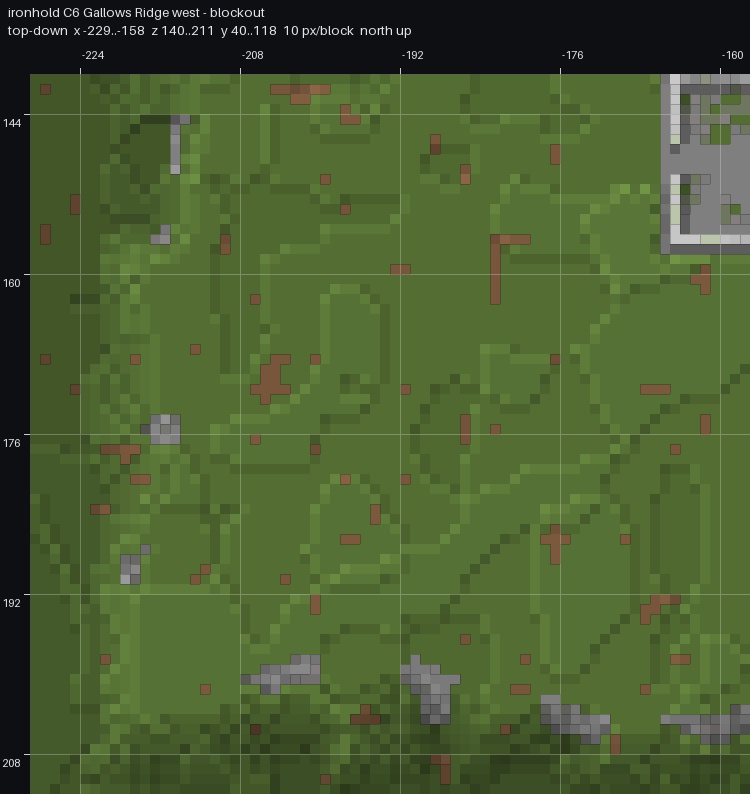 ironhold C6 Gallows Ridge west - blockout
top-down  x -229..-158  z 140..211  y 40..118  10 px/block  north up
-224 -208 -192 -176 -160
144
160
176
192
208